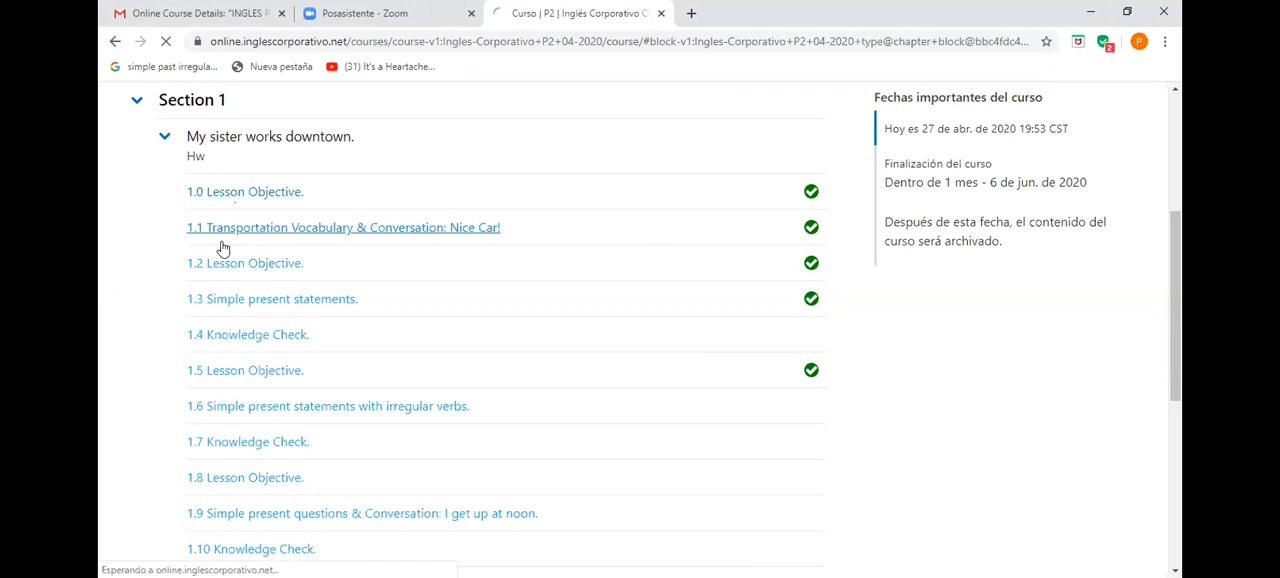 Online Course Details: "INGLES P
Posasistente - Zoom
Curso | P2 | Inglés Corporativo O
online.inglescorporativo.net/courses/course-v1:Ingles-Corporativo+P2+04-2020/course/#block-v1:Ingles-Corporativo+P2+04-2020+type@chapter+block@bbc4fdc4...
2
P
simple past irregula...
Nueva pestaña
(31) It's a Heartache...
Section 1
My sister works downtown.
Hw
1.0 Lesson Objective.
1.1 Transportation Vocabulary & Conversation: Nice Car!
1.2 Lesson Objective.
1.3 Simple present statements.
1.4 Knowledge Check.
1.5 Lesson Objective.
1.6 Simple present statements with irregular verbs.
1.7 Knowledge Check.
1.8 Lesson Objective.
1.9 Simple present questions & Conversation: I get up at noon.
1.10 Knowledge Check.
Fechas importantes del curso
Hoy es 27 de abr. de 2020 19:53 CST
Finalización del curso
Dentro de 1 mes - 6 de jun. de 2020
Después de esta fecha, el contenido del
curso será archivado.
Esperando a online.inglescorporativo.net...